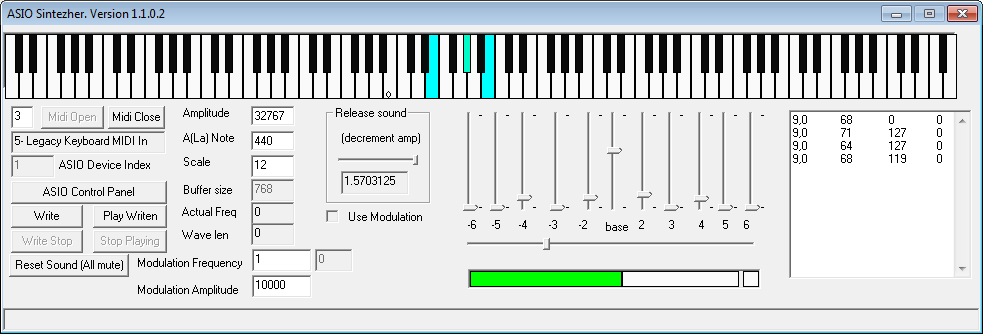 ASIO Sintezher. Version 1.1.0.2
3 Midi Open Midi Close
5- Legacy Keyboard MIDI In
1 ASIO Device Index
ASIO Control Panel
Write Play Writen
Write Stop Stop Playing
Reset Sound (All mute)
Amplitude 32767
A(La) Note 440
Scale 12
Buffer size 768
Actual Freq 0
Wave len 0
Modulation Frequency 1 0
Modulation Amplitude 10000
Release sound
(decrement amp)
1.5703125
Use Modulation
-6 -5 -4 -3 -2 base 2 3 4 5 6
9,0 68 0 0
9,0 71 127 0
9,0 64 127 0
9,0 68 119 0